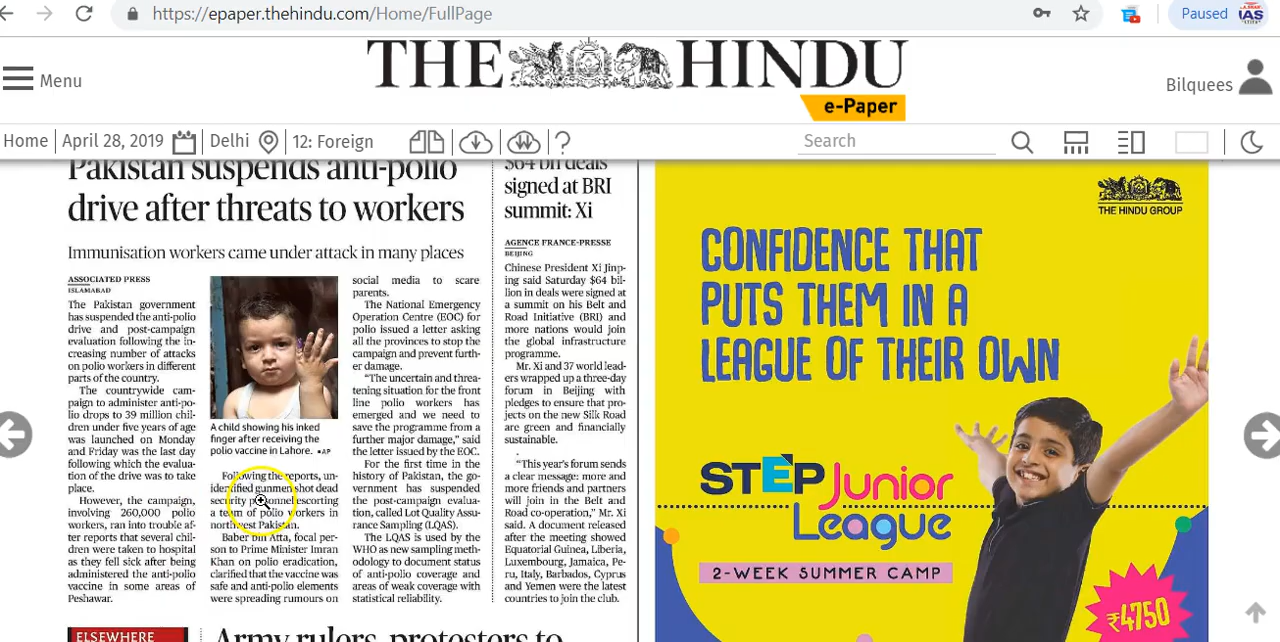 https://epaper.thehindu.com/Home/FullPage
Paused
IAS
Menu
THE HINDU
e-Paper
Bilquees
Home
April 28, 2019
Delhi
12: Foreign
?
Search
Pakistan suspends anti-polio
drive after threats to workers
Immunisation workers came under attack in many places
ASSOCIATED PRESS
ISLAMABAD
The Pakistan government
has suspended the anti-polio
drive and post-campaign
evaluation following the in-
creasing number of attacks
on polio workers in different
parts of the country.
The countrywide cam-
paign to administer anti-po-
lio drops to 39 million chil-
dren under five years of age
was launched on Monday
and Friday was the last day
following which the evalua-
tion of the drive was to take
place.
However, the campaign,
involving 260,000 polio
workers, ran into trouble af-
ter reports that several chil-
dren were taken to hospital
as they fell sick after being
administered the anti-polio
vaccine in some areas of
Peshawar.
A child showing his inked
finger after receiving the
polio vaccine in Lahore. •AP
Following the reports, un-
identified gunmen shot dead
security personnel escorting
a team of polio workers in
northwest Pakistan.
Baber bin Atta, focal per-
son to Prime Minister Imran
Khan on polio eradication,
clarified that the vaccine was
safe and anti-polio elements
were spreading rumours on
social media to scare
parents.
The National Emergency
Operation Centre (EOC) for
polio issued a letter asking
all the provinces to stop the
campaign and prevent furth-
er damage.
"The uncertain and threa-
tening situation for the front
line polio workers has
emerged and we need to
save the programme from a
further major damage," said
the letter issued by the EOC.
For the first time in the
history of Pakistan, the go-
vernment has suspended
the post-campaign evalua-
tion, called Lot Quality Assu-
rance Sampling (LQAS).
The LQAS is used by the
WHO as new sampling meth-
odology to document status
of anti-polio coverage and
areas of weak coverage with
statistical reliability.
$64 bn deals
signed at BRI
summit: Xi
AGENCE FRANCE-PRESSE
BEIJING
Chinese President Xi Jinp-
ing said Saturday $64 bil-
lion in deals were signed at
a summit on his Belt and
Road Initiative (BRI) and
more nations would join
the global infrastructure
programme.
Mr. Xi and 37 world lead-
ers wrapped up a three-day
forum in Beijing with
pledges to ensure that pro-
jects on the new Silk Road
are green and financially
sustainable.
.
"This year's forum sends
a clear message: more and
more friends and partners
will join in the Belt and
Road co-operation," Mr. Xi
said. A document released
after the meeting showed
Equatorial Guinea, Liberia,
Luxembourg, Jamaica, Pe-
ru, Italy, Barbados, Cyprus
and Yemen were the latest
countries to join the club.
THE HINDU GROUP
CONFIDENCE THAT
PUTS THEM IN A
LEAGUE OF THEIR OWN
STEP Junior
League
2-WEEK SUMMER CAMP
₹4750
ELSEWHERE
Army rulers, protesters to